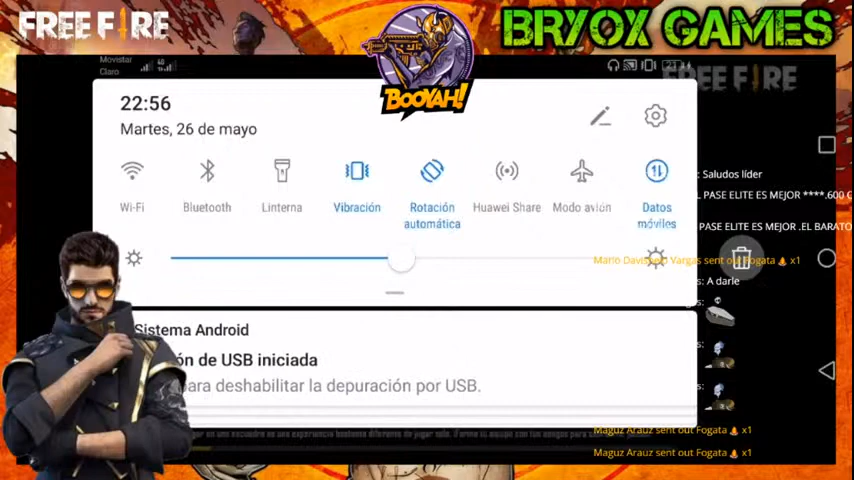 FREE FIRE
BRYOX GAMES
BOOYAH!
Movistar
Claro
FREE FIRE
22:56
Martes, 26 de mayo
Wi-Fi
Bluetooth
Linterna
Vibración
Rotación
automática
Huawei Share
Modo avión
Datos
móviles
: Saludos líder
PASE ELITE ES MEJOR ****.600
PASE ELITE ES MEJOR .EL BARATO
Vargas sent out Fogata x1
: A darle
Sistema Android
ón de USB iniciada
para deshabilitar la depuración por USB.
Maguz Arauz sent out Fogata x1
Maguz Arauz sent out Fogata x1